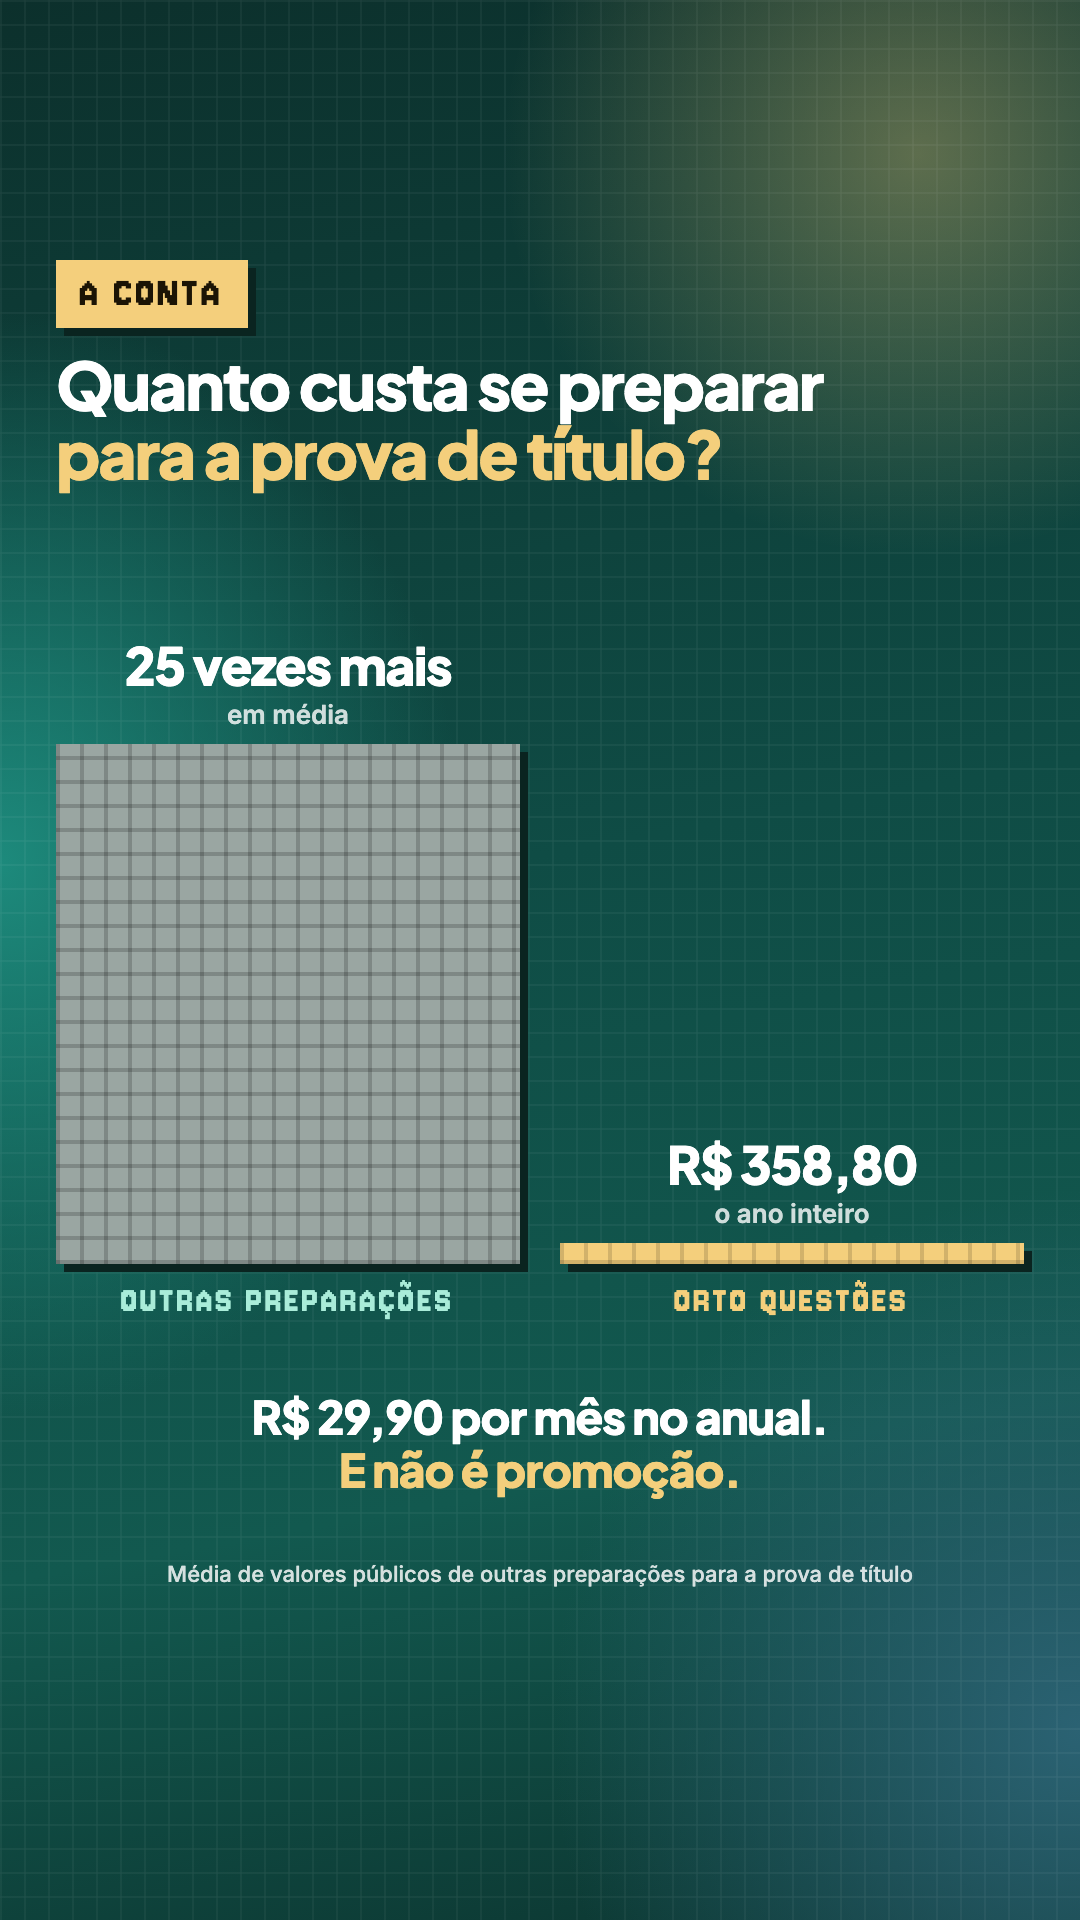 A CONTA
Quanto custa se preparar
para a prova de título?
25 vezes mais
em média
R$ 358,80
o ano inteiro
OUTRAS PREPARAÇÕES
ORTO QUESTÕES
R$ 29,90 por mês no anual.
E não é promoção.
Média de valores públicos de outras preparações para a prova de título